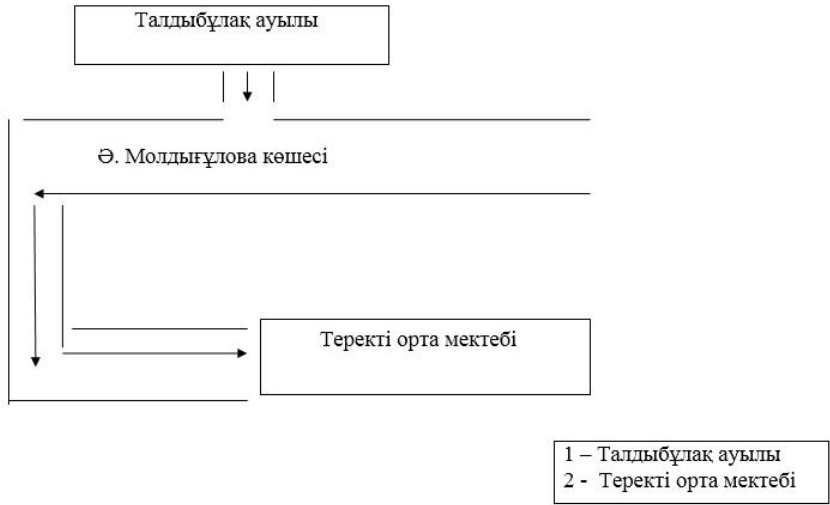 Талдыбұлақ ауылы
Ә. Молдығұлова көшесі
Теректі орта мектебі
1 – Талдыбұлақ ауылы
2 - Теректі орта мектебі